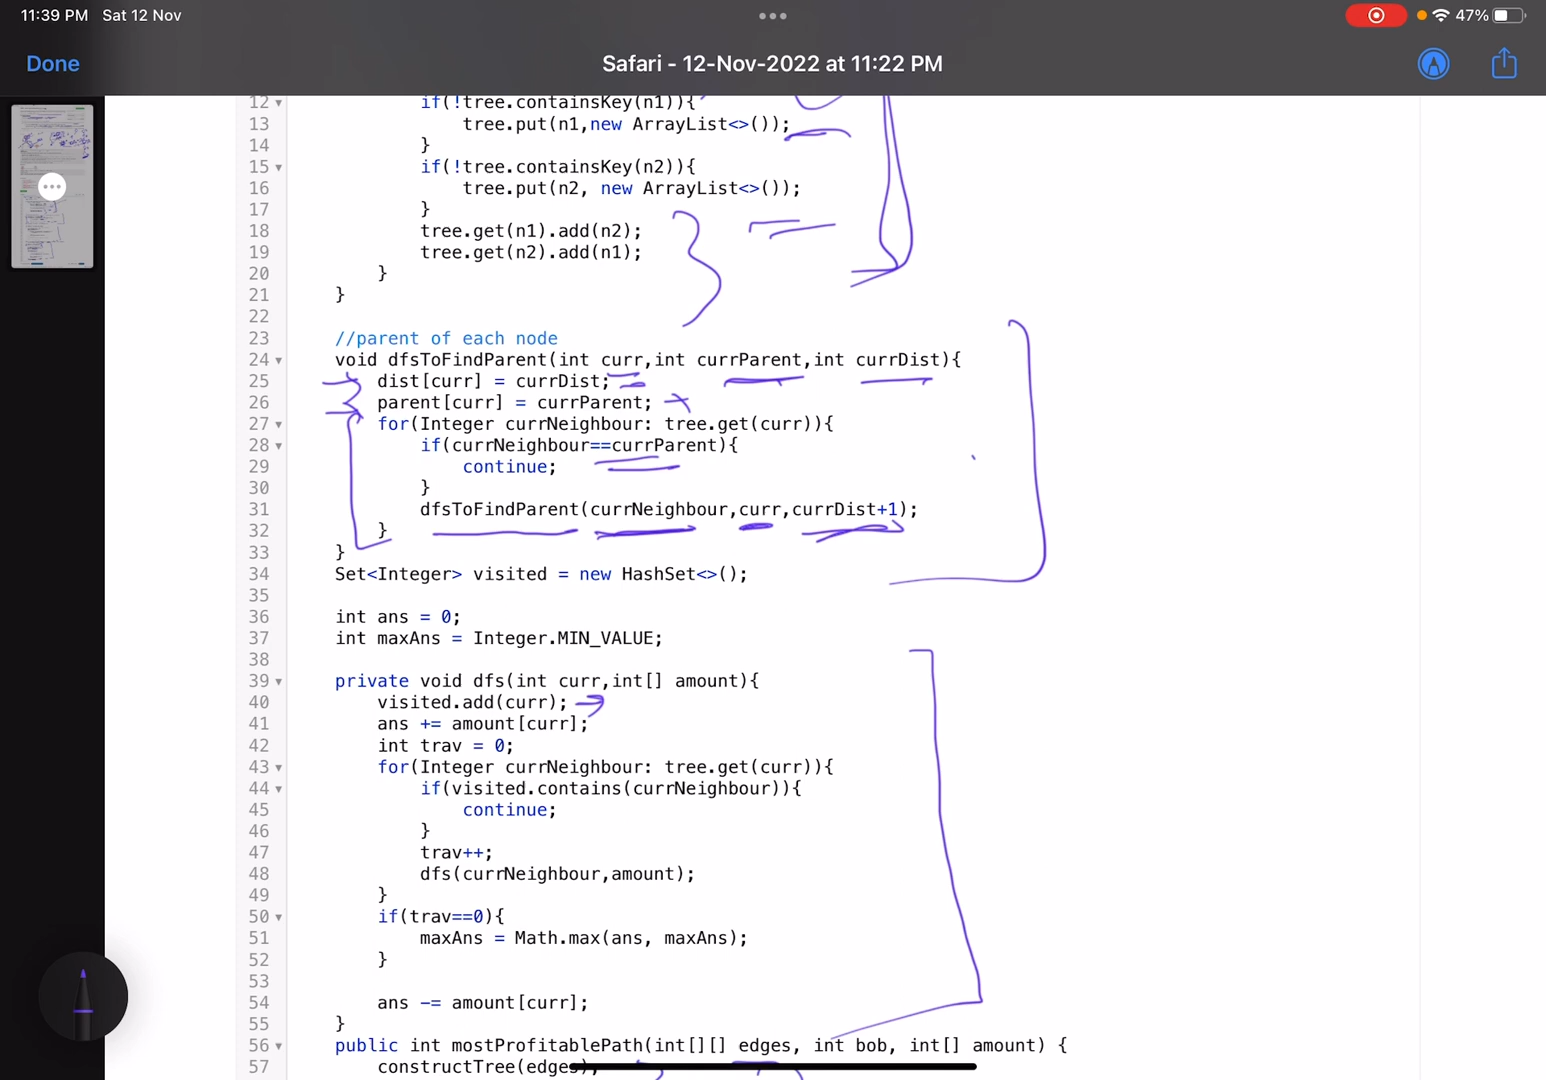 11:39 PM Sat 12 Nov
47%
Done
Safari - 12-Nov-2022 at 11:22 PM
12 if(!tree.containsKey(n1)){
13 tree.put(n1,new ArrayList<>());
14 }
15 if(!tree.containsKey(n2)){
16 tree.put(n2, new ArrayList<>());
17 }
18 tree.get(n1).add(n2);
19 tree.get(n2).add(n1);
20 }
21 }
22
23 //parent of each node
24 void dfsToFindParent(int curr,int currParent,int currDist){
25 dist[curr] = currDist;
26 parent[curr] = currParent;
27 for(Integer currNeighbour: tree.get(curr)){
28 if(currNeighbour==currParent){
29 continue;
30 }
31 dfsToFindParent(currNeighbour,curr,currDist+1);
32 }
33 }
34 Set<Integer> visited = new HashSet<>();
35
36 int ans = 0;
37 int maxAns = Integer.MIN_VALUE;
38
39 private void dfs(int curr,int[] amount){
40 visited.add(curr);
41 ans += amount[curr];
42 int trav = 0;
43 for(Integer currNeighbour: tree.get(curr)){
44 if(visited.contains(currNeighbour)){
45 continue;
46 }
47 trav++;
48 dfs(currNeighbour,amount);
49 }
50 if(trav==0){
51 maxAns = Math.max(ans, maxAns);
52 }
53
54 ans -= amount[curr];
55 }
56 public int mostProfitablePath(int[][] edges, int bob, int[] amount) {
57 constructTree(edges);